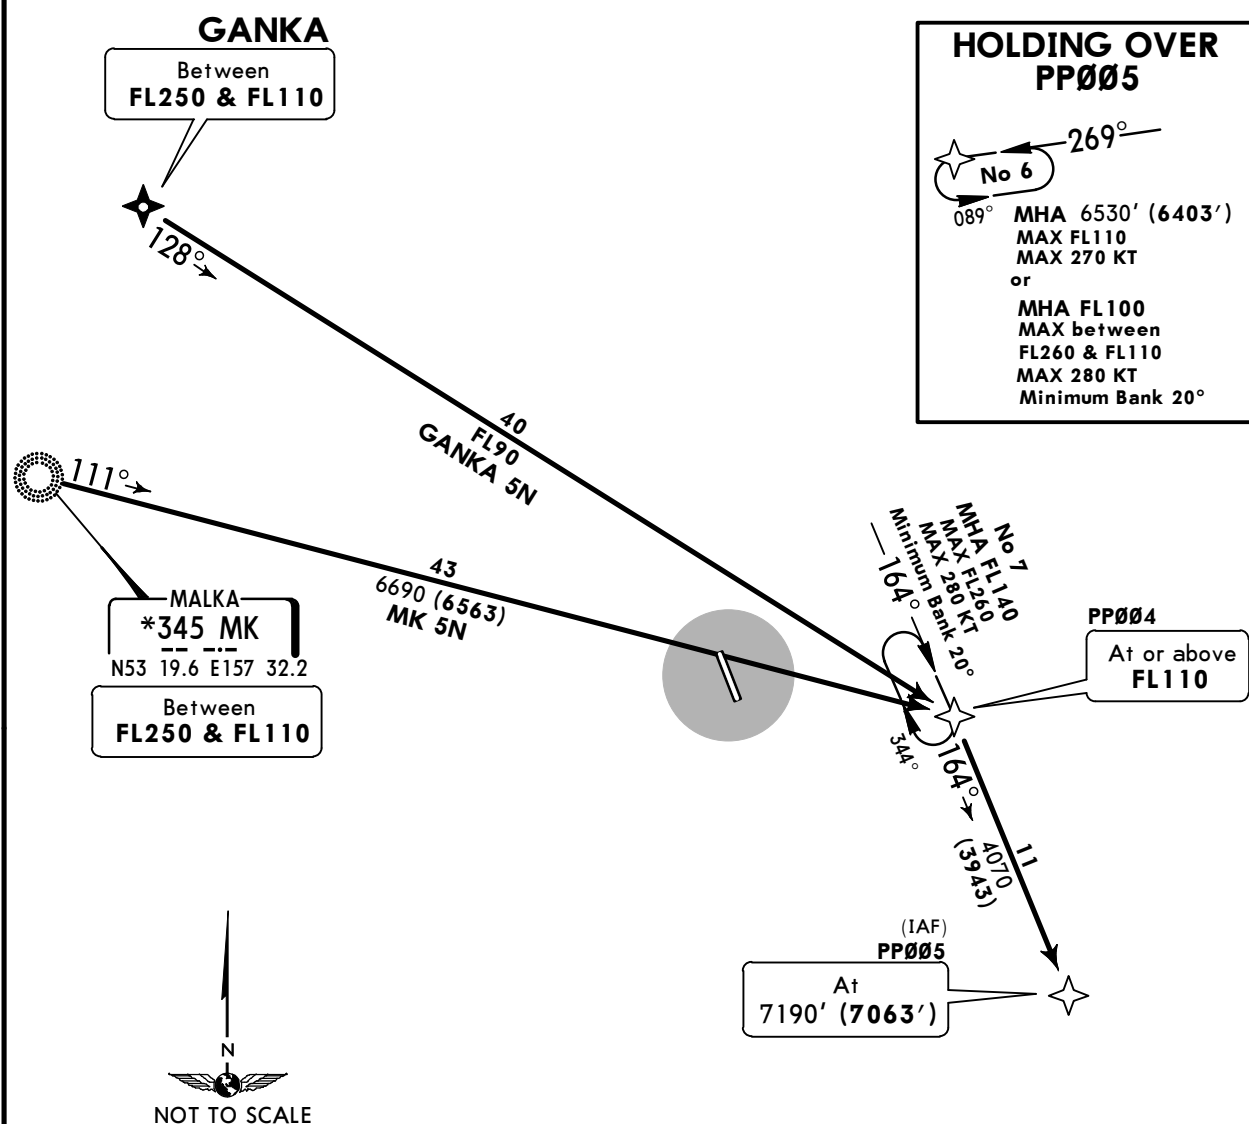 GANKA
Between
FL250 & FL110
128°
HOLDING OVER
PPØØ5
269°
No 6
089°
MHA 6530' (6403')
MAX FL110
MAX 270 KT
or
MHA FL100
MAX between
FL260 & FL110
MAX 280 KT
Minimum Bank 20°
40
FL90
GANKA 5N
111°
43
6690 (6563)
MK 5N
MALKA
*345 MK
N53 19.6 E157 32.2
Between
FL250 & FL110
No 7
MHA FL140
MAX FL260
MAX 280 KT
Minimum Bank 20°
164°
344°
PPØØ4
At or above
FL110
164°
11
4070
(3943)
(IAF)
PPØØ5
At
7190' (7063')
N
NOT TO SCALE